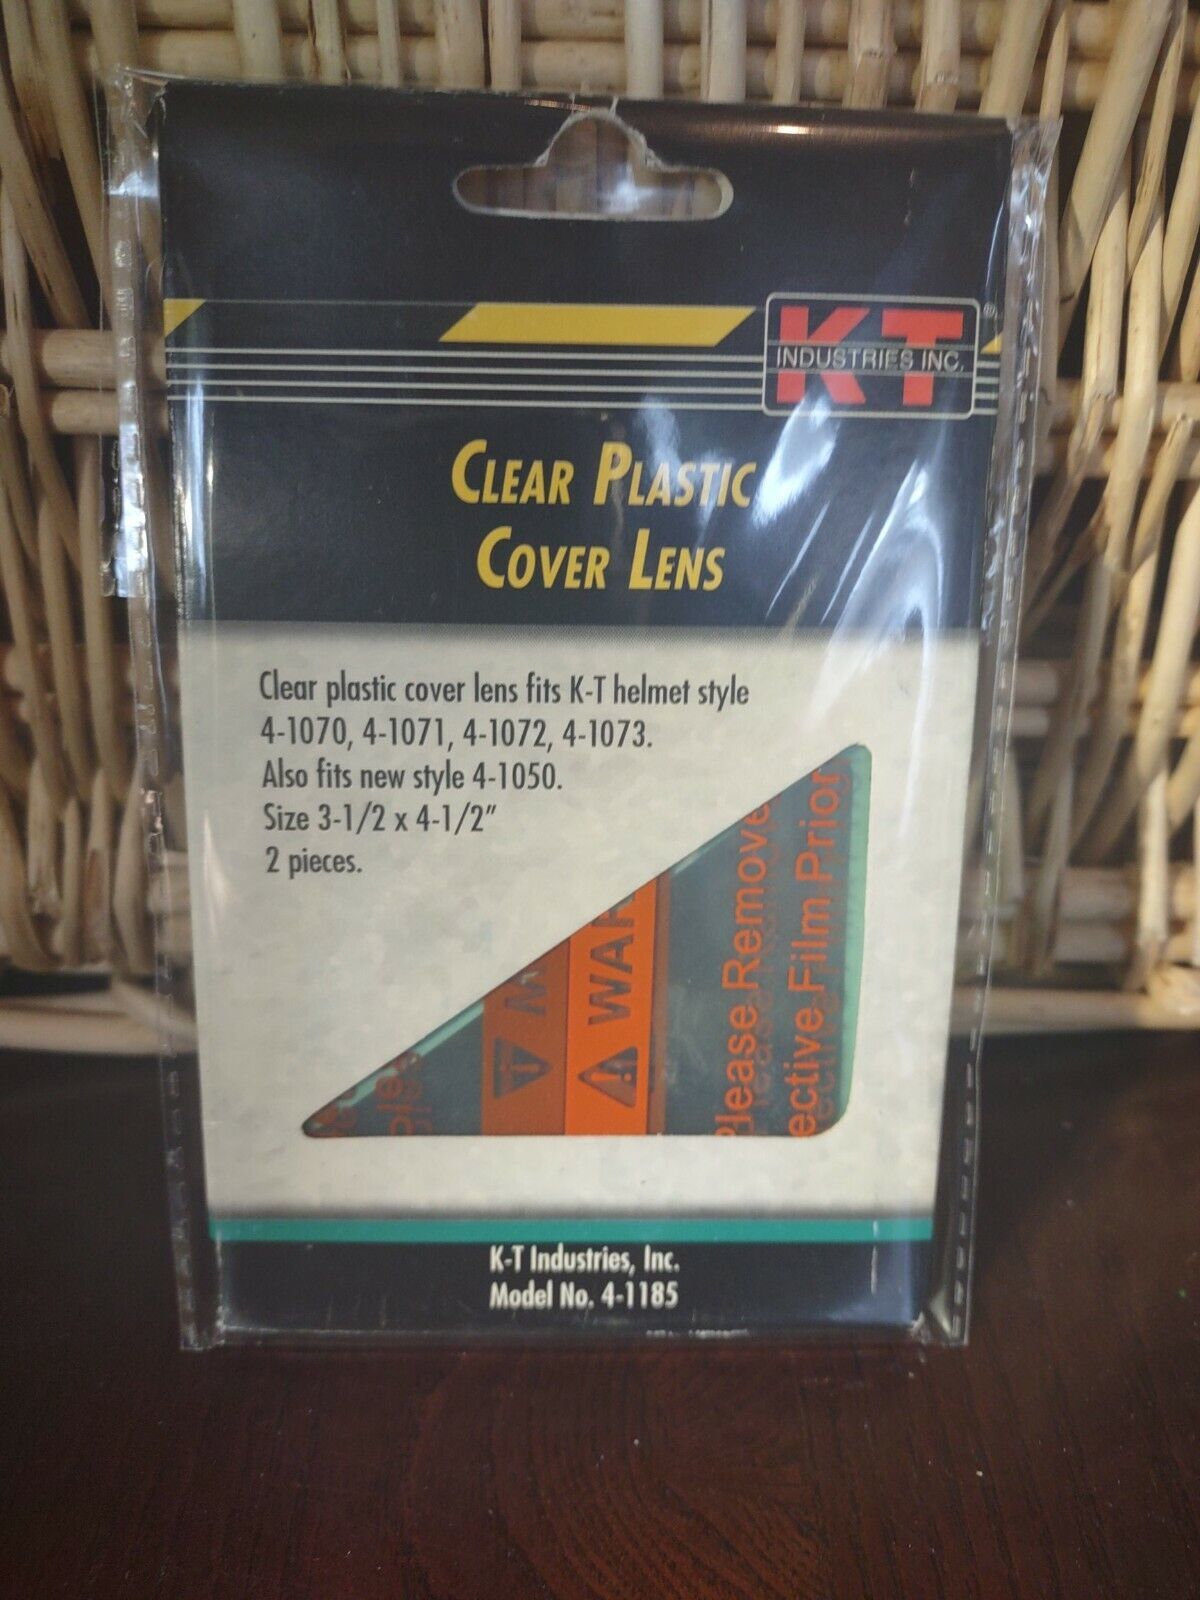 KT
INDUSTRIES INC.
®
CLEAR PLASTIC
COVER LENS
Clear plastic cover lens fits K-T helmet style
4-1070, 4-1071, 4-1072, 4-1073.
Also fits new style 4-1050.
Size 3-1/2 x 4-1/2"
2 pieces.
Please Remove
ective Film Prior
WAR
K-T Industries, Inc.
Model No. 4-1185